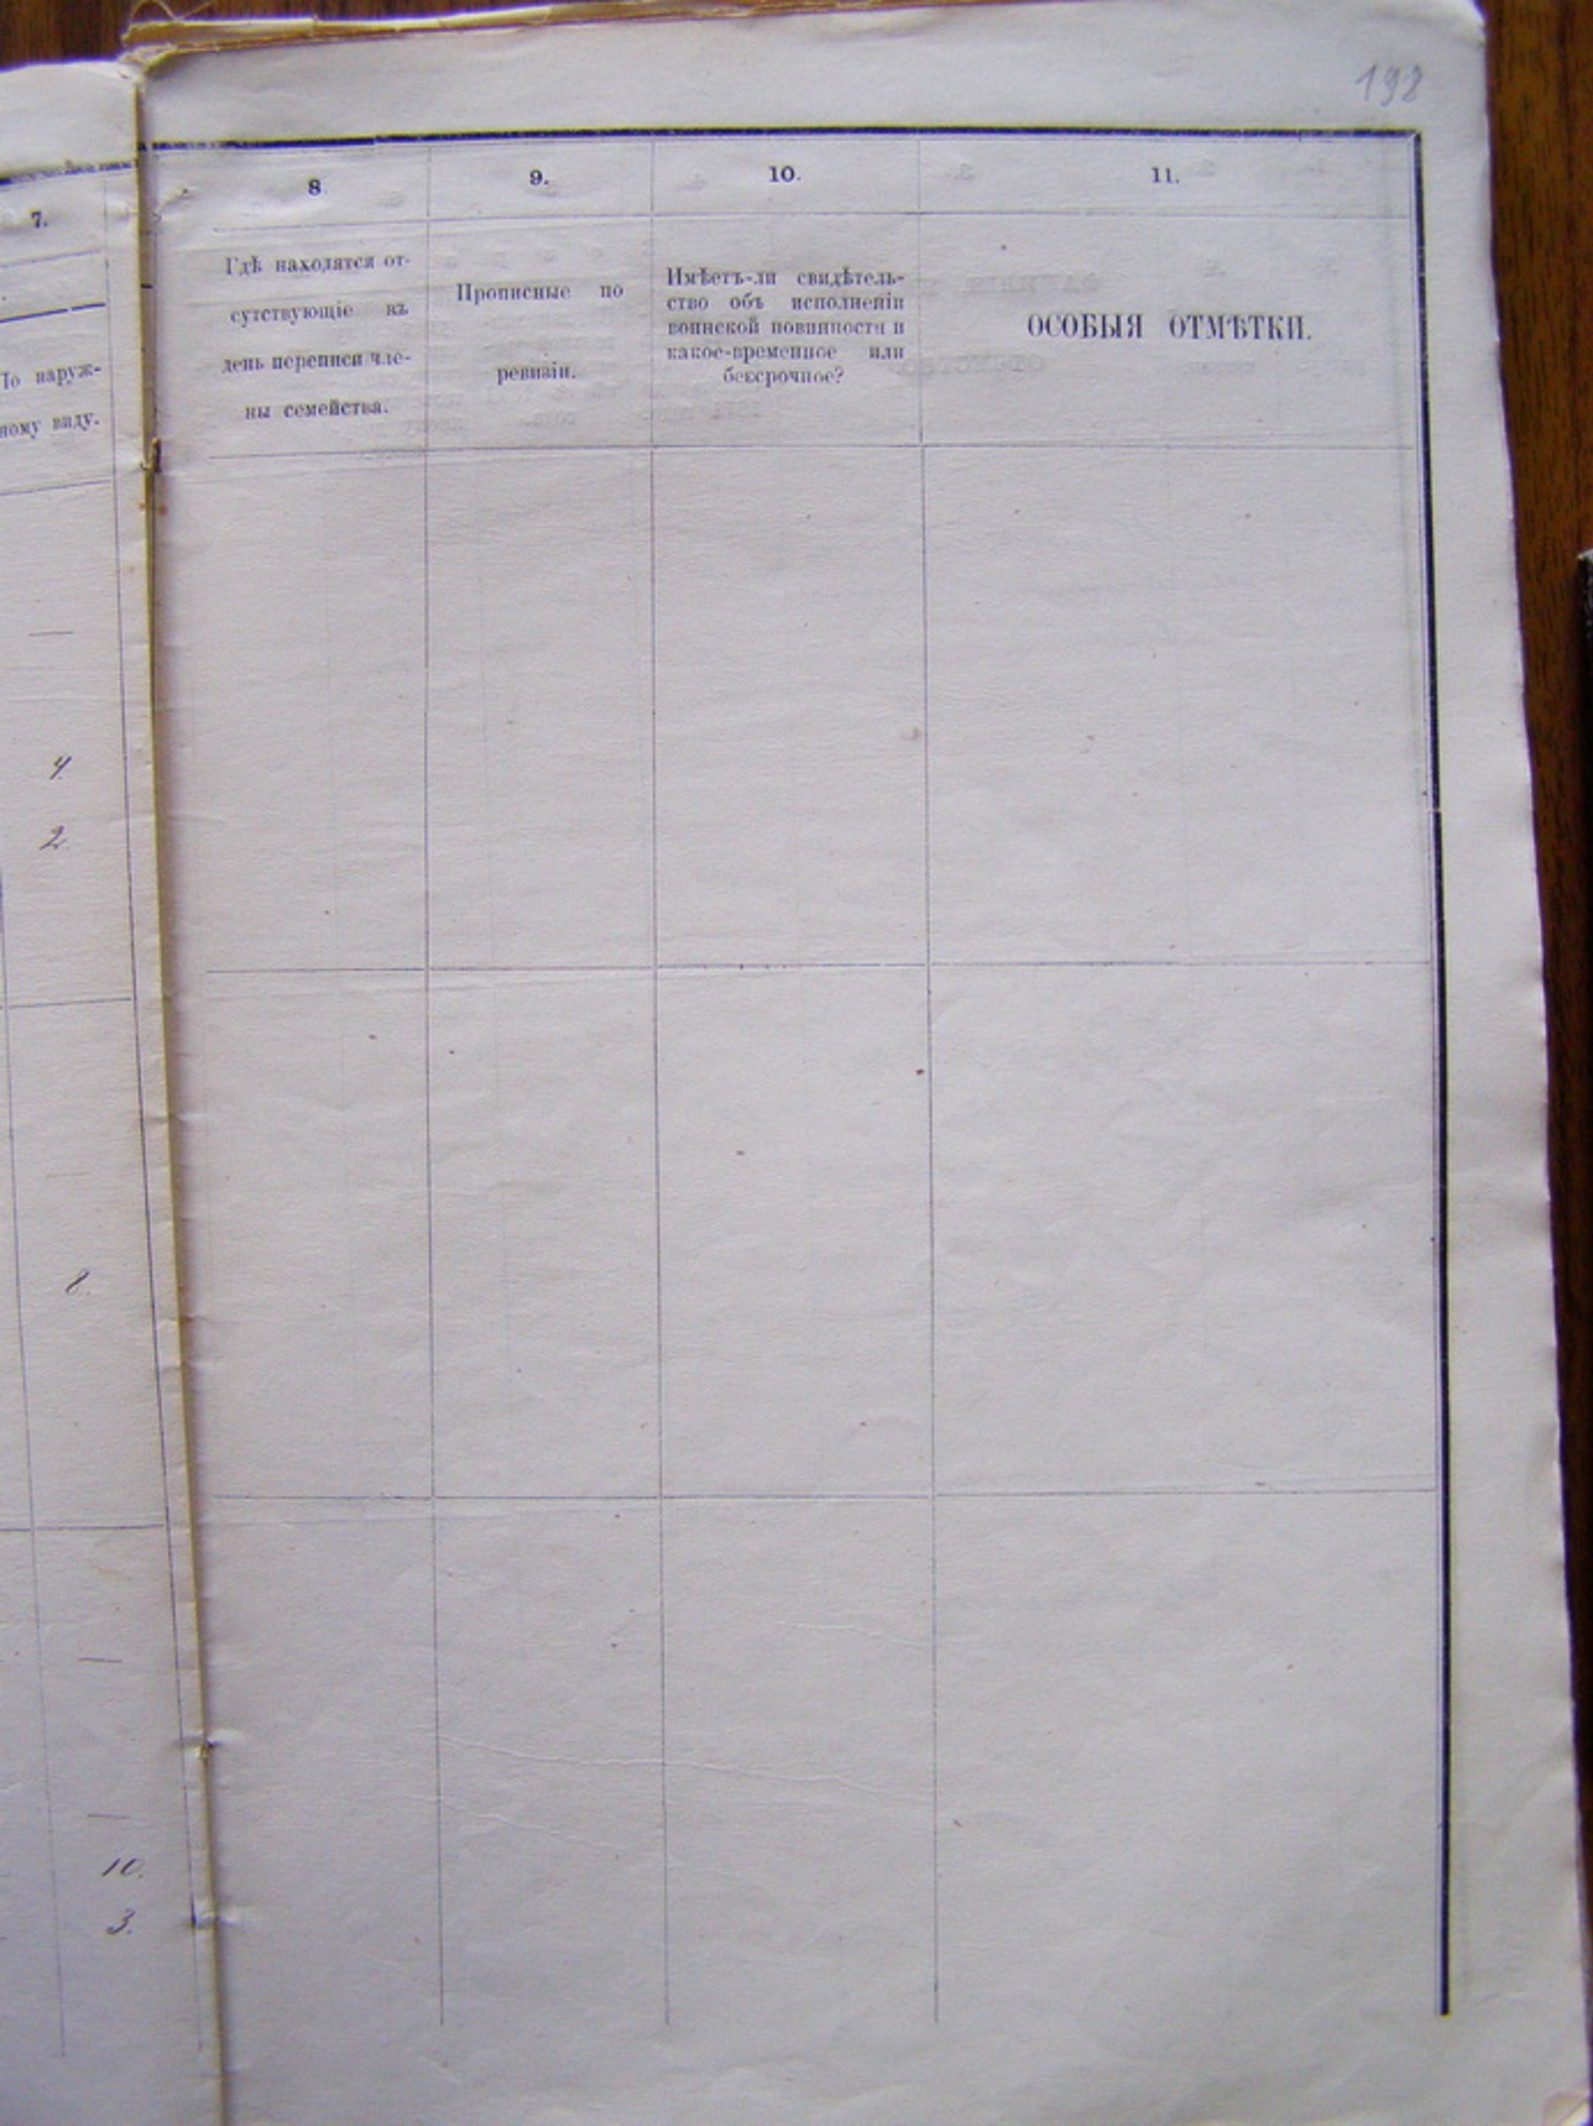 198
7.
8
9.
10.
11.
По наруж-
ному виду.
Гдѣ находятся от-
сутствующіе въ
день переписи чле-
ны семейства.
Прописные по
ревизіи.
Имѣетъ-ли свидѣтель-
ство объ исполненіи
воинской повинности и
какое-временное или
бессрочное?
ОСОБЫЯ ОТМѢТКИ.
4.
2.
8.
10.
3.